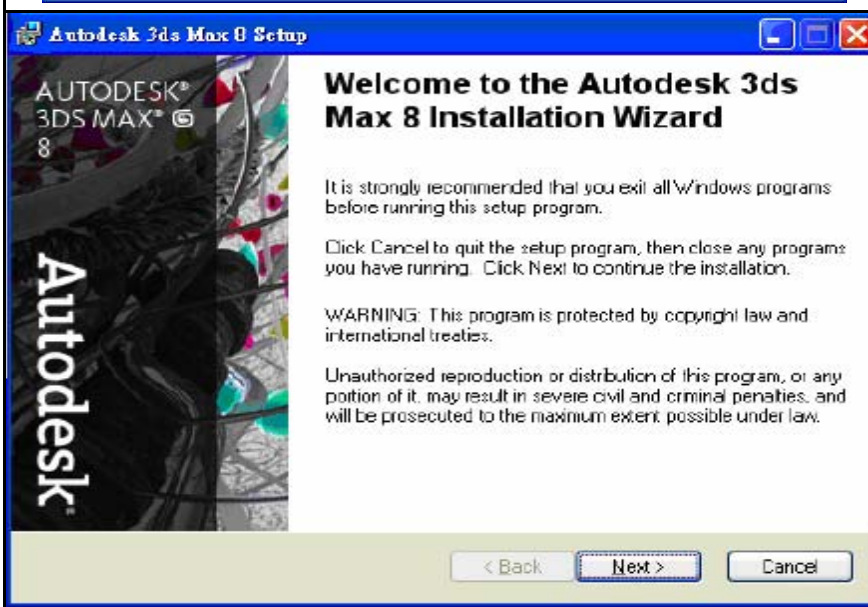 Autodesk 3ds Max 8 Setup
AUTODESK®
3DS MAX®
8
Autodesk
Welcome to the Autodesk 3ds
Max 8 Installation Wizard
It is strongly recommended that you exit all Windows programs
before running this setup program.
Click Cancel to quit the setup program, then close any programs
you have running. Click Next to continue the installation.
WARNING: This program is protected by copyright law and
international treaties.
Unauthorized reproduction or distribution of this program, or any
portion of it, may result in severe civil and criminal penalties, and
will be prosecuted to the maximum extent possible under law.
< Back
Next >
Cancel